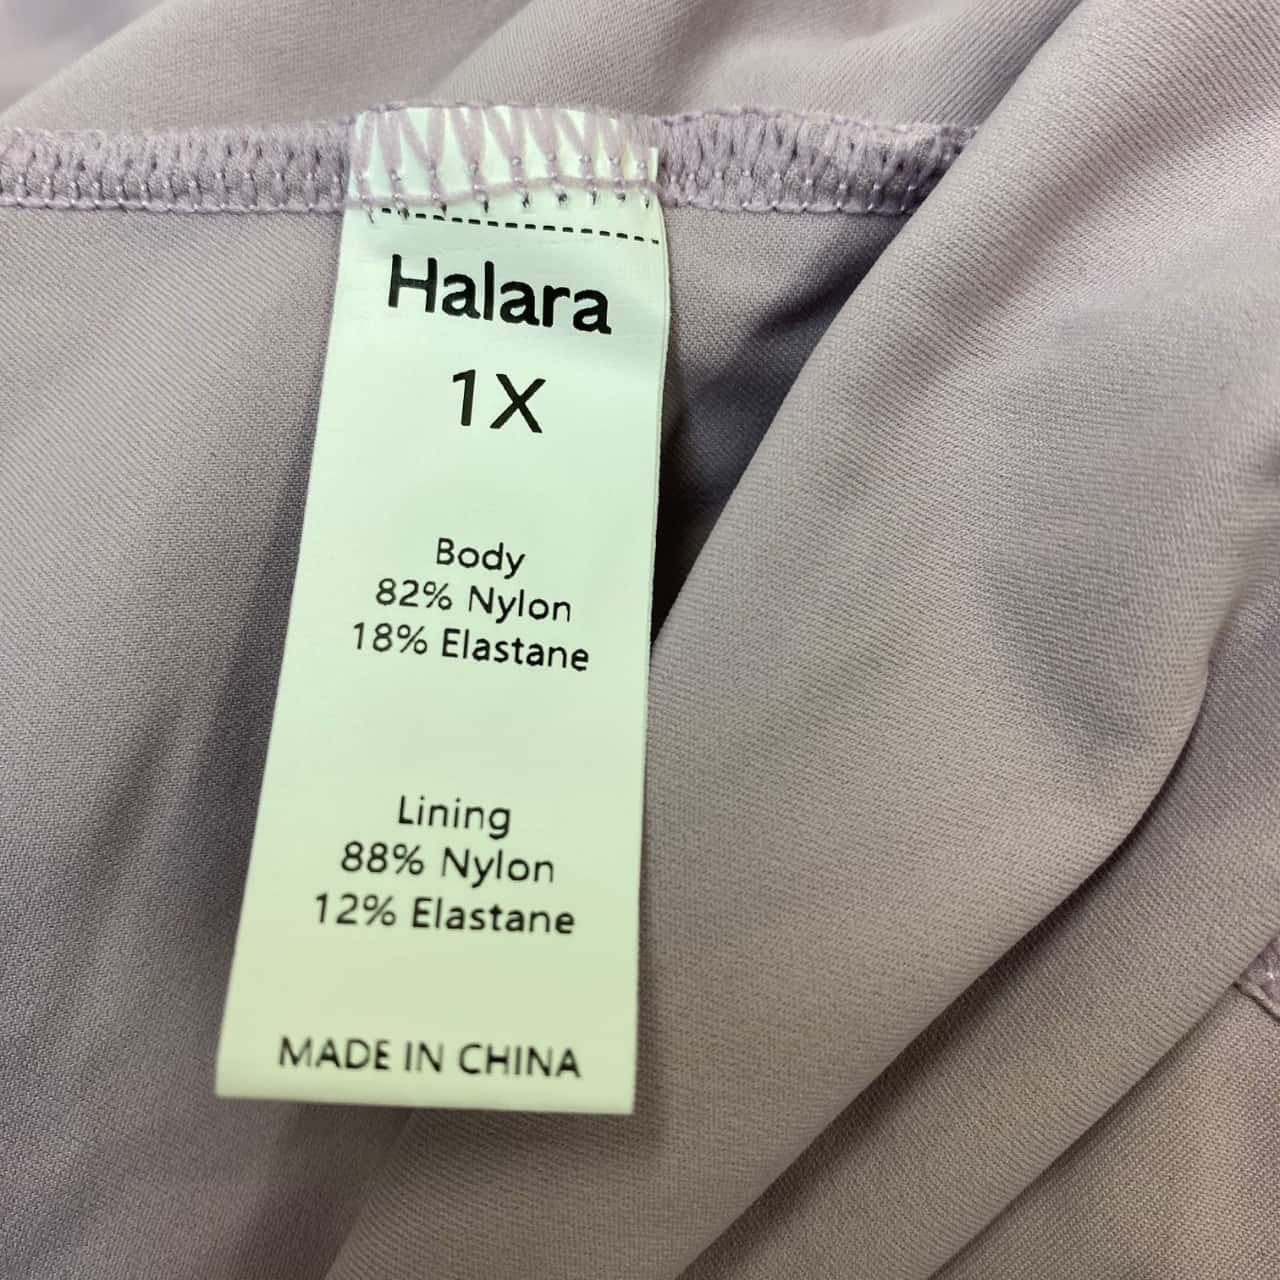 Halara
1X
Body
82% Nylon
18% Elastane
Lining
88% Nylon
12% Elastane
MADE IN CHINA